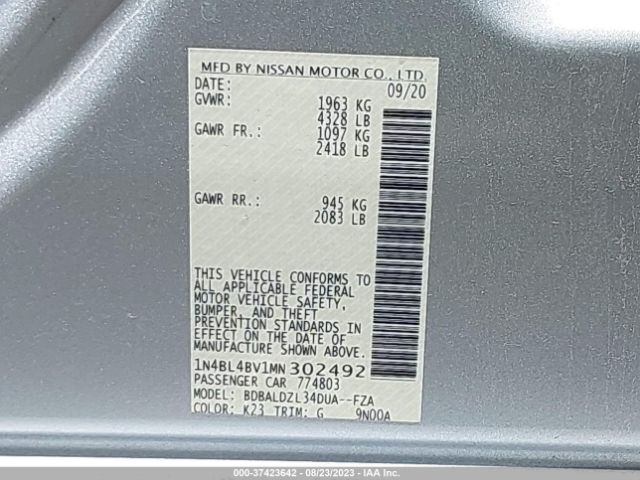 MFD BY NISSAN MOTOR CO., LTD.
DATE: 09/20
GVWR: 1963 KG
4328 LB
GAWR FR.: 1097 KG
2418 LB
GAWR RR.: 945 KG
2083 LB
THIS VEHICLE CONFORMS TO
ALL APPLICABLE FEDERAL
MOTOR VEHICLE SAFETY,
BUMPER, AND THEFT
PREVENTION STANDARDS IN
EFFECT ON THE DATE OF
MANUFACTURE SHOWN ABOVE.
1N4BL4BV1MN302492
PASSENGER CAR 774803
MODEL: BDBALDZL34DUA--FZA
COLOR: K23 TRIM: G 9N00A
000-37423642 - 08/23/2023 - IAA Inc.